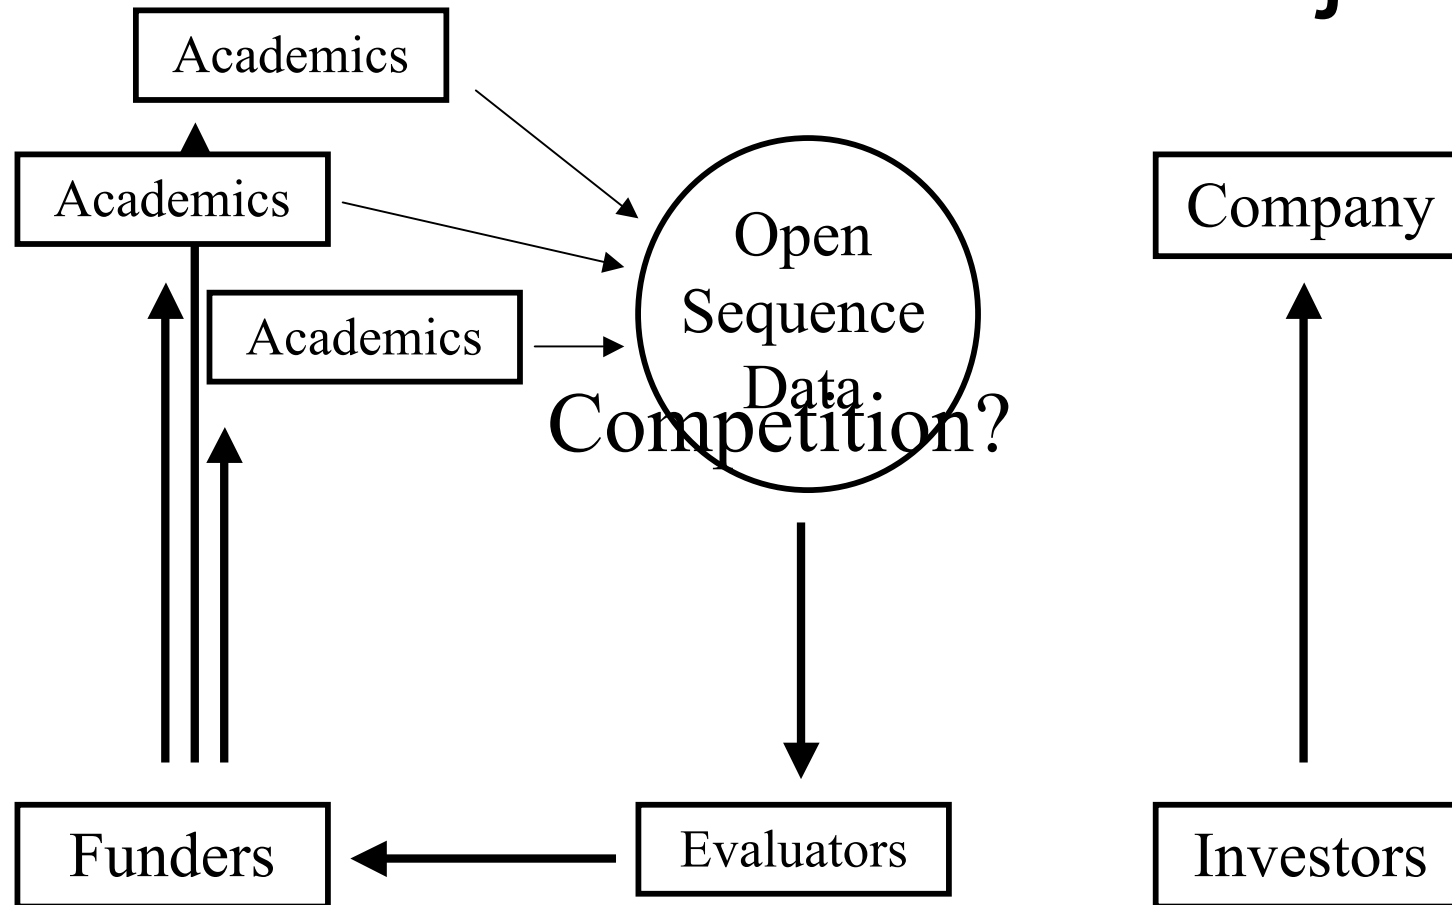 Academics
Academics
Academics
Open
Sequence
Data
Competition?
Company
Funders
Evaluators
Investors